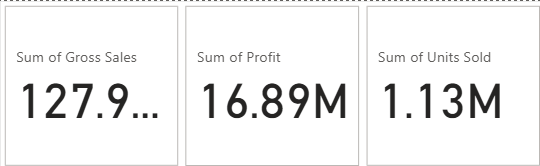 Sum of Gross Sales
127.9...
Sum of Profit
16.89M
Sum of Units Sold
1.13M